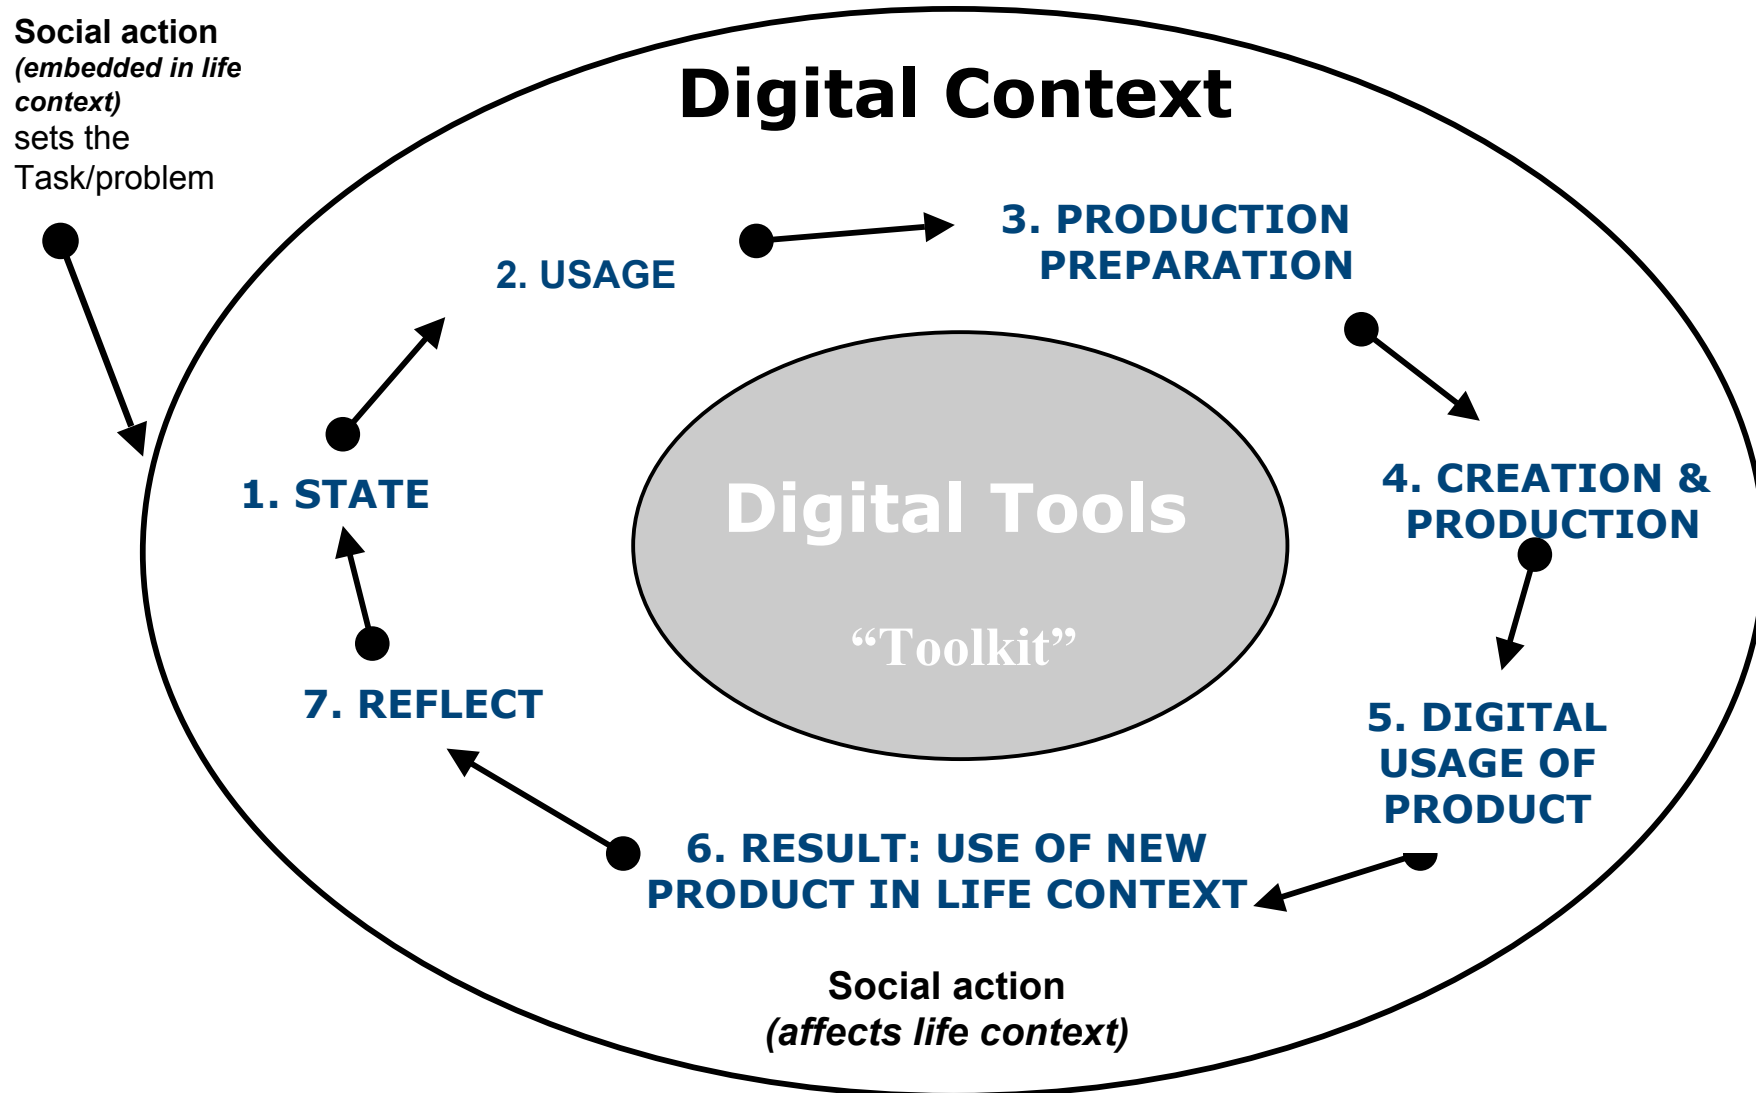 Social action
(embedded in life
context)
sets the
Task/problem
Digital Context
3. PRODUCTION
PREPARATION
2. USAGE
4. CREATION &
PRODUCTION
1. STATE
Digital Tools
“Toolkit”
7. REFLECT
5. DIGITAL
USAGE OF
PRODUCT
6. RESULT: USE OF NEW
PRODUCT IN LIFE CONTEXT
Social action
(affects life context)